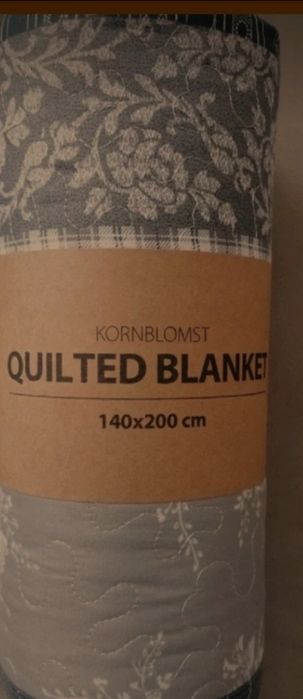 KORNBLOMST
QUILTED BLANKET
140x200 cm